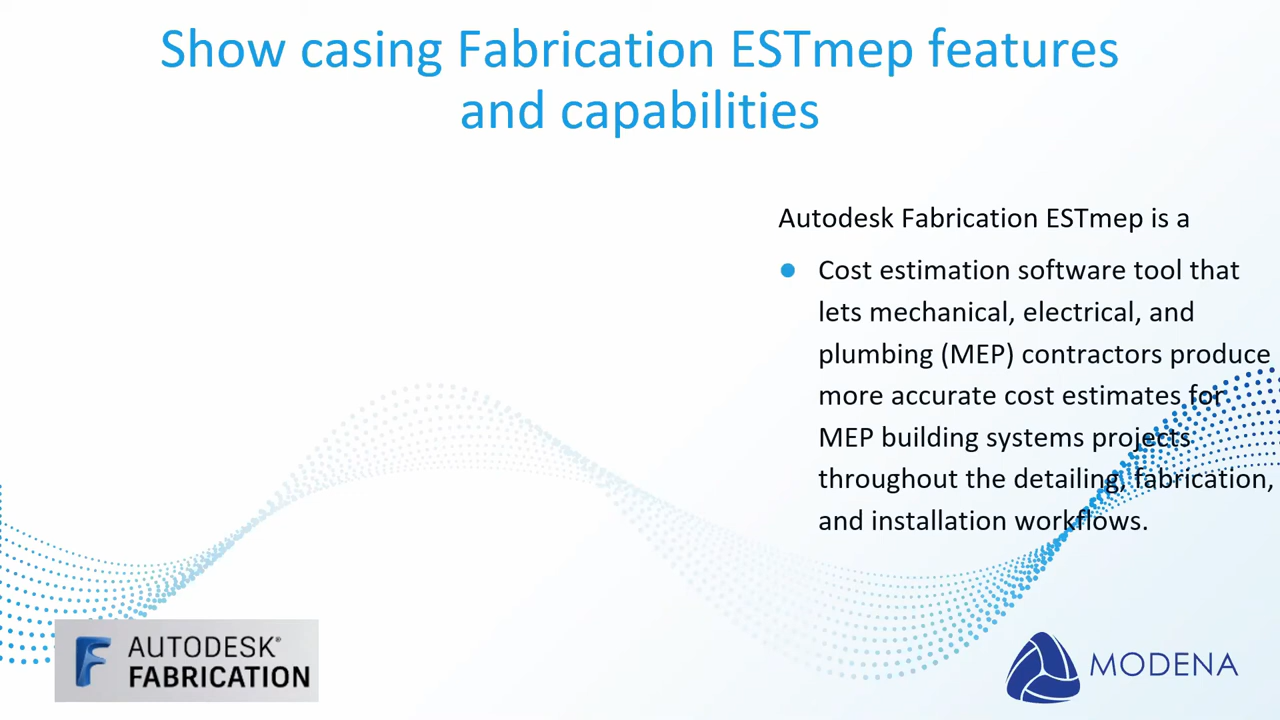 Show casing Fabrication ESTmep features
and capabilities
Autodesk Fabrication ESTmep is a
Cost estimation software tool that
lets mechanical, electrical, and
plumbing (MEP) contractors produce
more accurate cost estimates for
MEP building systems projects
throughout the detailing, fabrication,
and installation workflows.
AUTODESK®
FABRICATION
MODENA